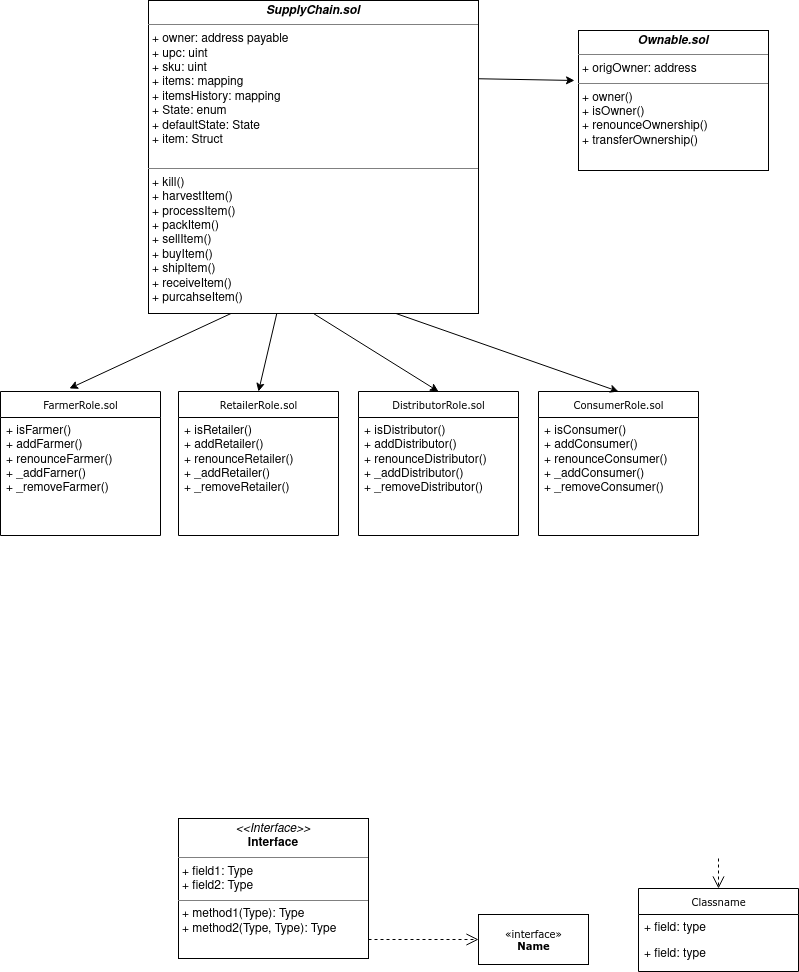 SupplyChain.sol
+ owner: address payable
+ upc: uint
+ sku: uint
+ items: mapping
+ itemsHistory: mapping
+ State: enum
+ defaultState: State
+ item: Struct
+ kill()
+ harvestItem()
+ processItem()
+ packItem()
+ sellItem()
+ buyItem()
+ shipItem()
+ receiveItem()
+ purcahseItem()
Ownable.sol
+ origOwner: address
+ owner()
+ isOwner()
+ renounceOwnership()
+ transferOwnership()
FarmerRole.sol
+ isFarmer()
+ addFarmer()
+ renounceFarmer()
+ _addFarner()
+ _removeFarmer()
RetailerRole.sol
+ isRetailer()
+ addRetailer()
+ renounceRetailer()
+ _addRetailer()
+ _removeRetailer()
DistributorRole.sol
+ isDistributor()
+ addDistributor()
+ renounceDistributor()
+ _addDistributor()
+ _removeDistributor()
ConsumerRole.sol
+ isConsumer()
+ addConsumer()
+ renounceConsumer()
+ _addConsumer()
+ _removeConsumer()
<<Interface>>
Interface
+ field1: Type
+ field2: Type
+ method1(Type): Type
+ method2(Type, Type): Type
«interface»
Name
Classname
+ field: type
+ field: type